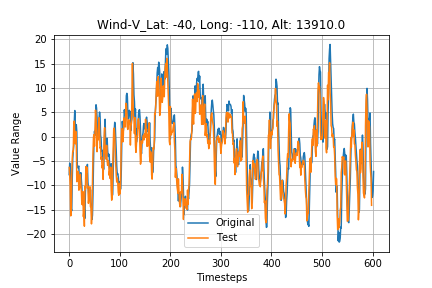 Wind-V_Lat: -40, Long: -110, Alt: 13910.0
20
15
10
5
0
−5
−10
−15
−20
Value Range
Original
Test
0 100 200 300 400 500 600
Timesteps